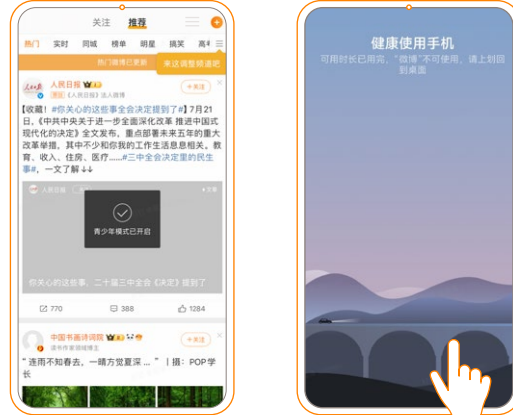 关注 推荐
热门 实时 同城 榜单 明星 搞笑
热门微博已更新
来这调整频道吧
人民日报
《人民日报》法人微博
+关注
【收藏！#你关心的这些事全会决定提到了#】7月21
日，《中共中央关于进一步全面深化改革 推进中国式
现代化的决定》全文发布，重点部署未来五年的重大
改革举措，其中不少和你我的工作生活息息相关。教
育、收入、住房、医疗……#三中全会决定里的民生
事#，一文了解↓↓
人民日报
青少年模式已开启
你关心的这些事，二十届三中全会《决定》提到了
770 388 1284
中国书画诗词院
读书作家领域博主
+关注
“连雨不知春去，一晴方觉夏深 ... ”丨摄：POP学
长
健康使用手机
可用时长已用完，“微博”不可使用，请上划回
到桌面